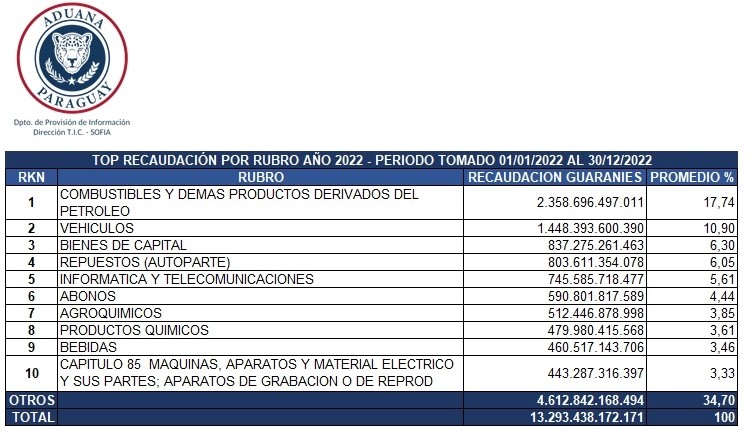 ADUANA
PARAGUAY
Dpto. de Provisión de Información
Dirección T.I.C. - SOFIA
TOP RECAUDACIÓN POR RUBRO AÑO 2022 - PERIODO TOMADO 01/01/2022 AL 30/12/2022
RKN RUBRO RECAUDACION GUARANIES PROMEDIO %
1 COMBUSTIBLES Y DEMAS PRODUCTOS DERIVADOS DEL
PETROLEO 2.358.696.497.011 17,74
2 VEHICULOS 1.448.393.600.390 10,90
3 BIENES DE CAPITAL 837.275.261.463 6,30
4 REPUESTOS (AUTOPARTE) 803.611.354.078 6,05
5 INFORMATICA Y TELECOMUNICACIONES 745.585.718.477 5,61
6 ABONOS 590.801.817.589 4,44
7 AGROQUIMICOS 512.446.878.998 3,85
8 PRODUCTOS QUIMICOS 479.980.415.568 3,61
9 BEBIDAS 460.517.143.706 3,46
10 CAPITULO 85 MAQUINAS, APARATOS Y MATERIAL ELECTRICO
Y SUS PARTES; APARATOS DE GRABACION O DE REPROD 443.287.316.397 3,33
OTROS 4.612.842.168.494 34,70
TOTAL 13.293.438.172.171 100